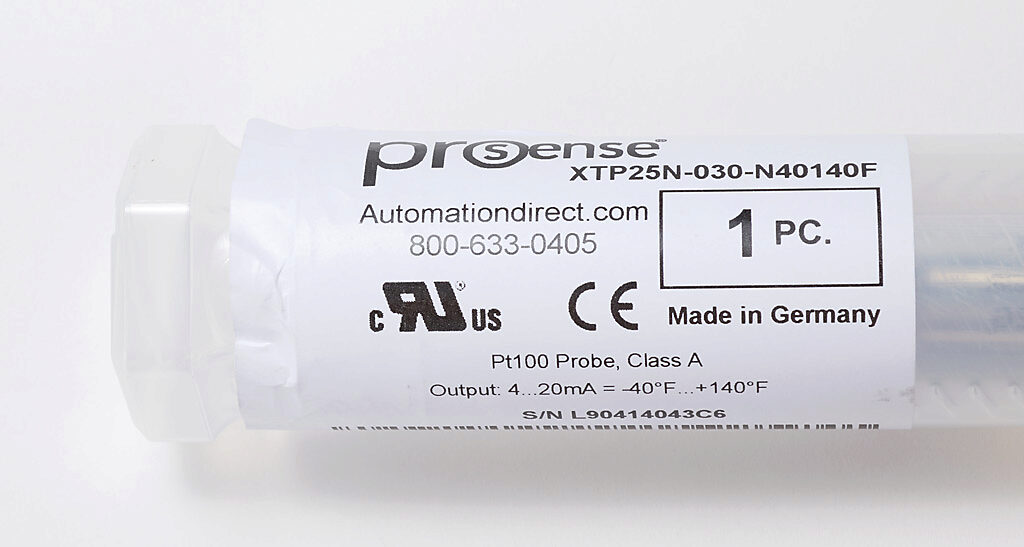 prosense®
XTP25N-030-N40140F
Automationdirect.com
800-633-0405
1 PC.
c RU® US
CE
Made in Germany
Pt100 Probe, Class A
Output: 4...20mA = -40°F...+140°F
S/N L90414043C6